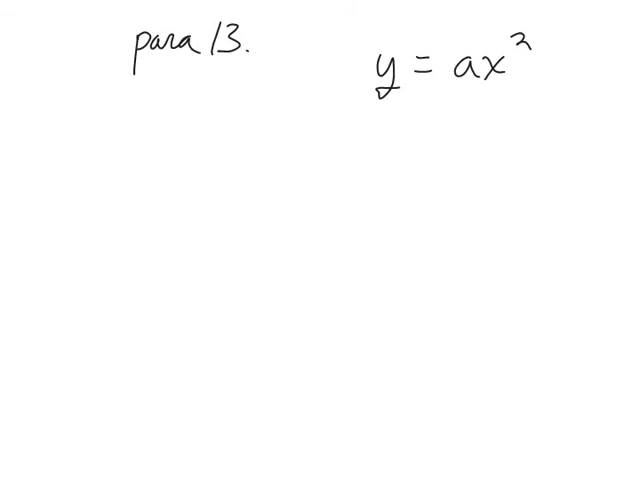 para 13.
y = ax²